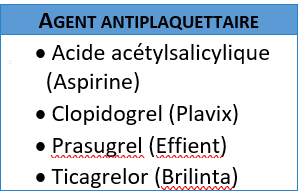 AGENT ANTIPLAQUETTAIRE
• Acide acétylsalicylique
(Aspirine)
• Clopidogrel (Plavix)
• Prasugrel (Effient)
• Ticagrelor (Brilinta)